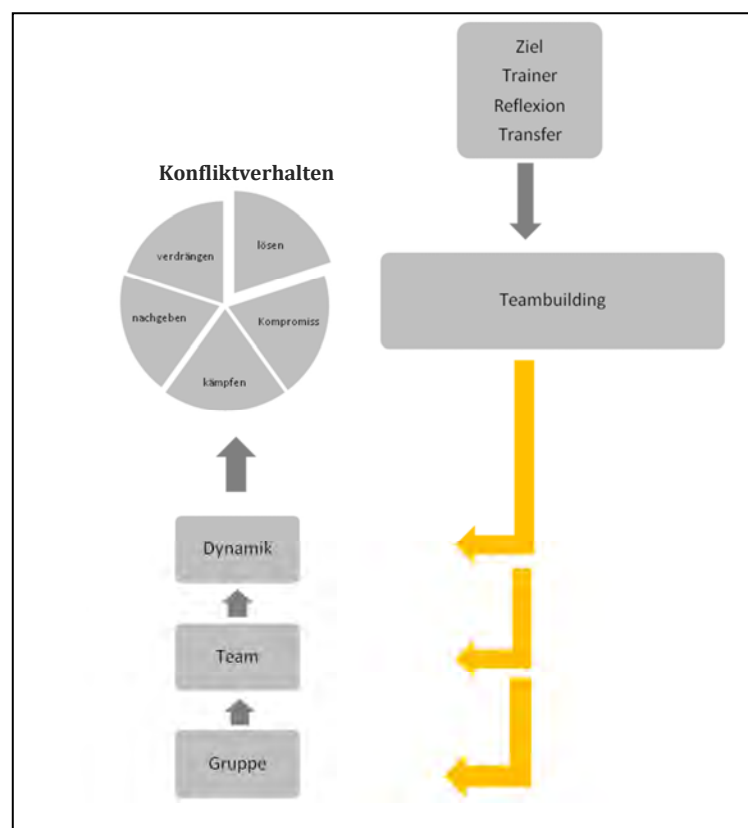 Ziel
Trainer
Reflexion
Transfer
Konfliktverhalten
verdrängen
lösen
nachgeben
Kompromiss
kämpfen
Teambuilding
Dynamik
Team
Gruppe